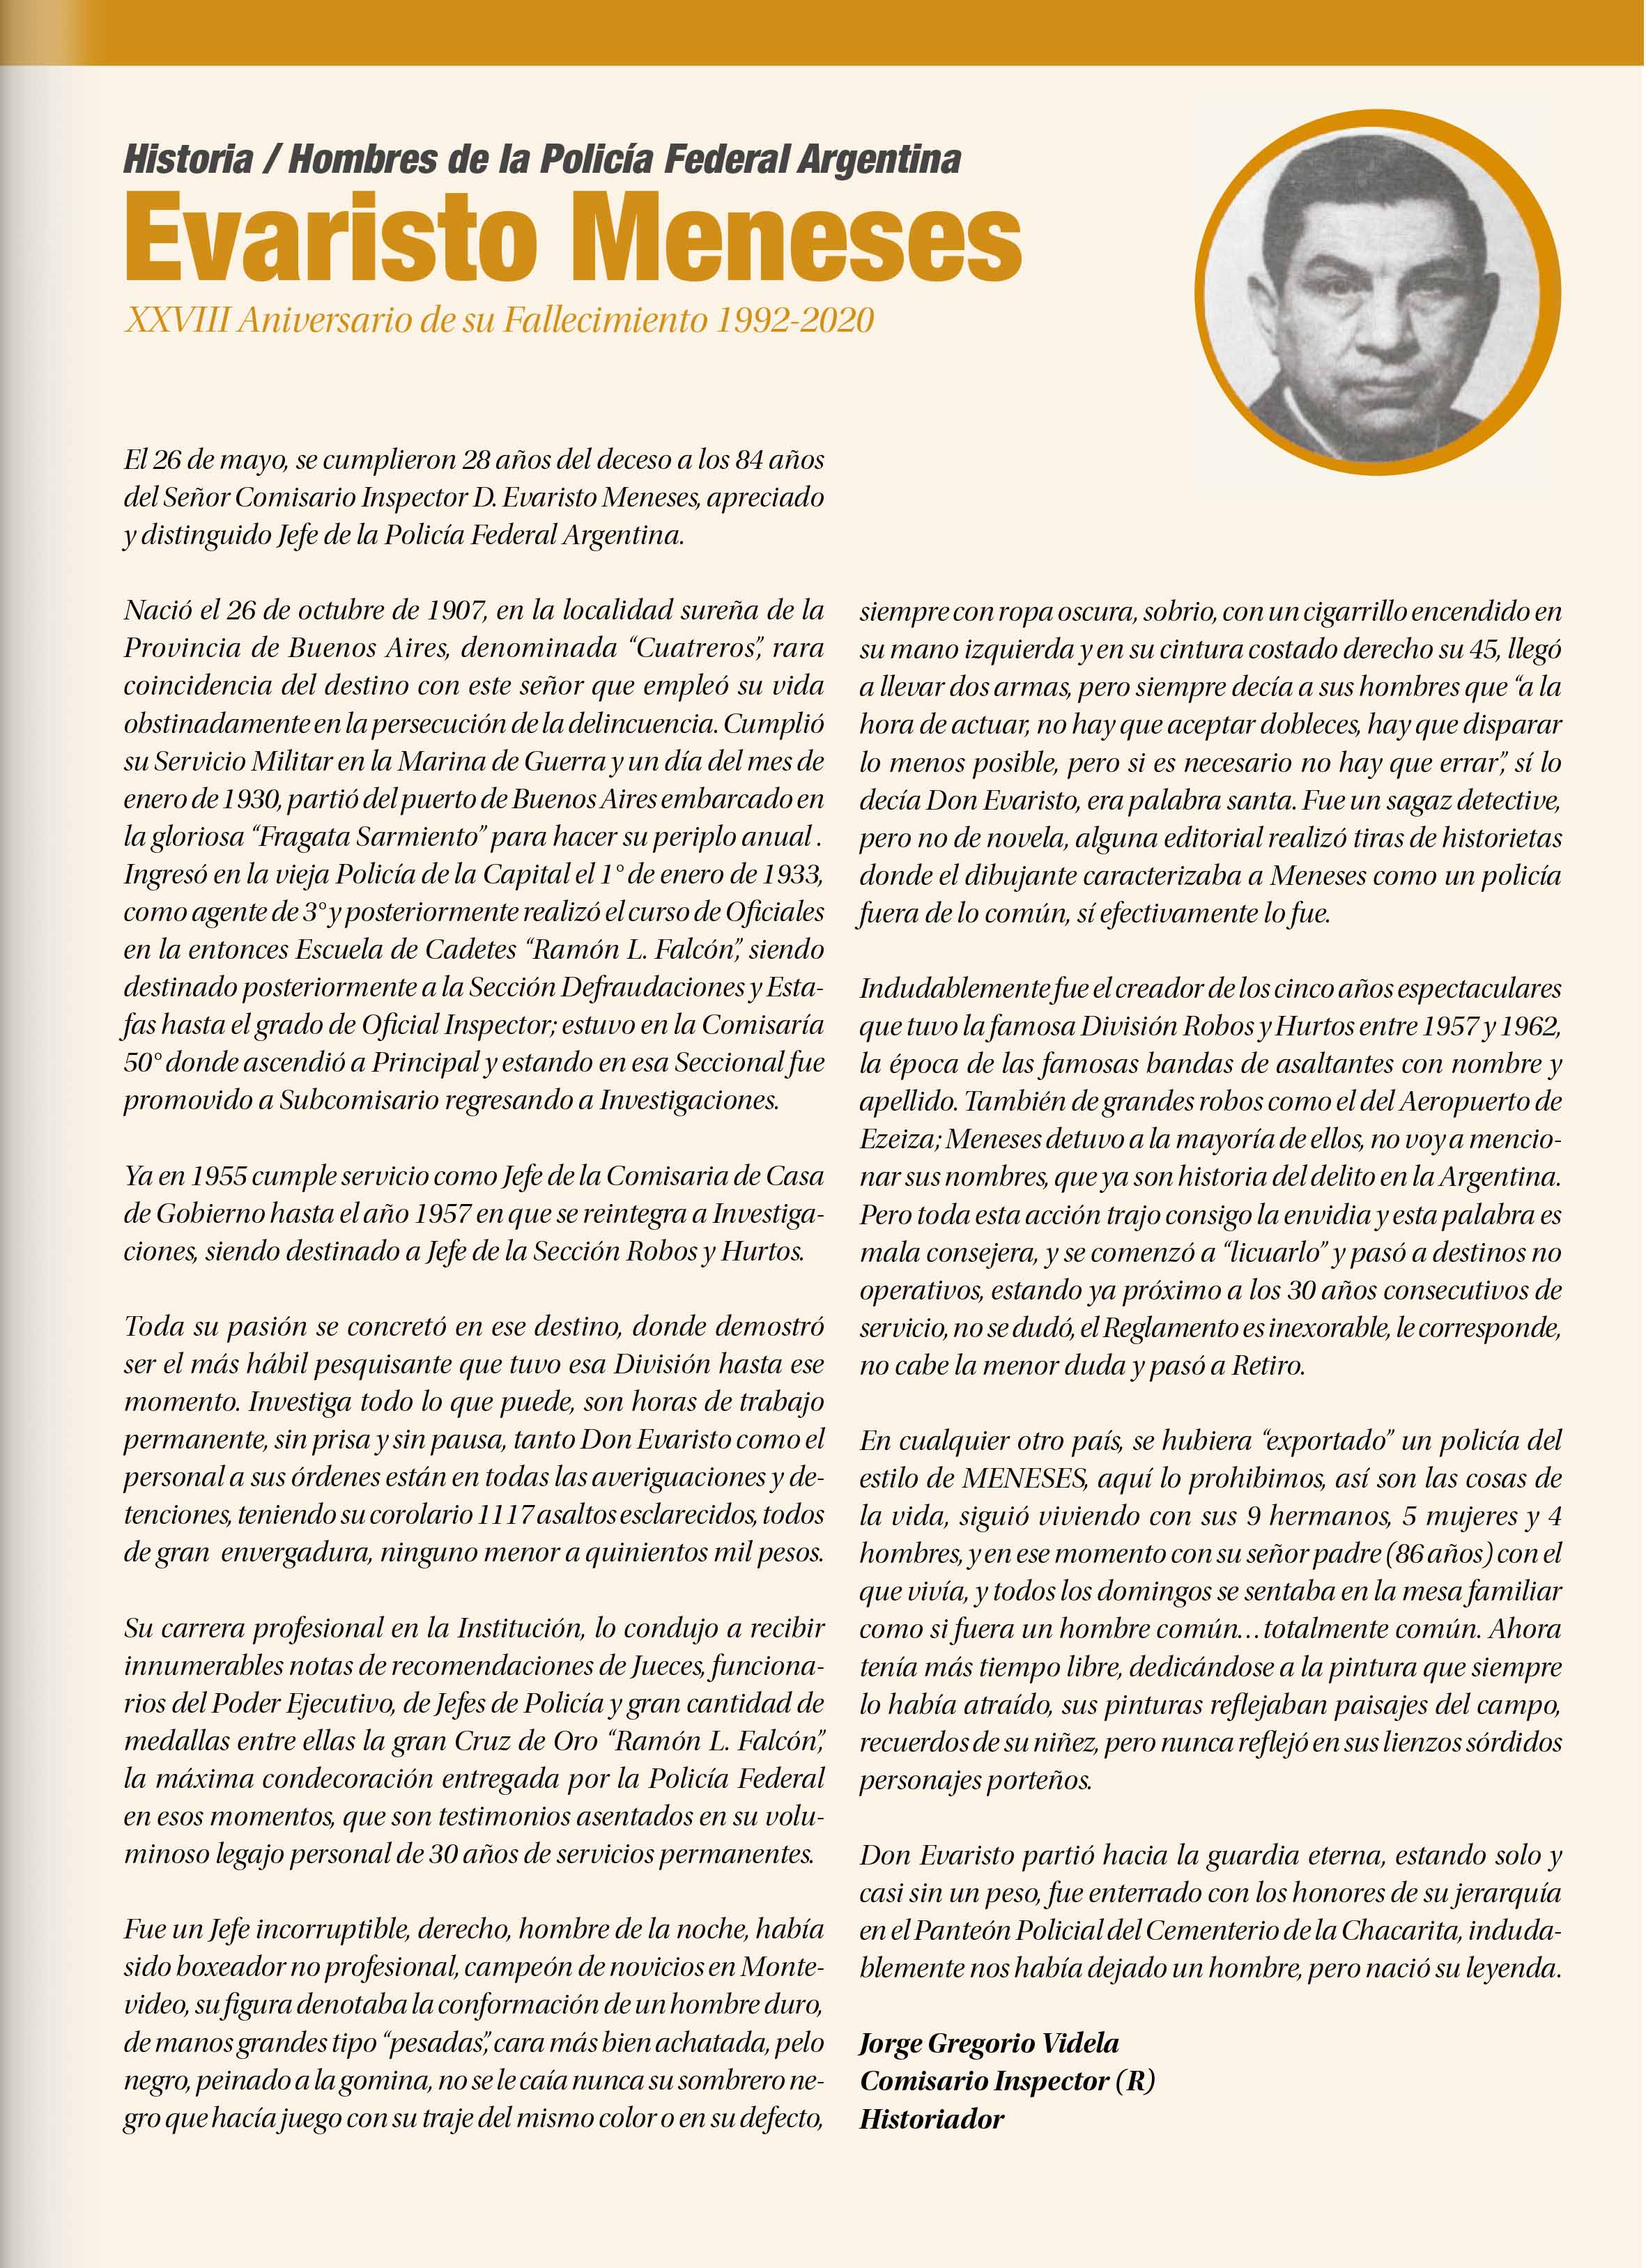 Historia / Hombres de la Policía Federal Argentina
Evaristo Meneses
XXVIII Aniversario de su Fallecimiento 1992-2020
El 26 de mayo, se cumplieron 28 años del deceso a los 84 años
del Señor Comisario Inspector D. Evaristo Meneses, apreciado
y distinguido Jefe de la Policía Federal Argentina.
Nació el 26 de octubre de 1907, en la localidad sureña de la
Provincia de Buenos Aires, denominada “Cuatreros”, rara
coincidencia del destino con este señor que empleó su vida
obstinadamente en la persecución de la delincuencia. Cumplió
su Servicio Militar en la Marina de Guerra y un día del mes de
enero de 1930, partió del puerto de Buenos Aires embarcado en
la gloriosa “Fragata Sarmiento” para hacer su periplo anual .
Ingresó en la vieja Policía de la Capital el 1° de enero de 1933,
como agente de 3° y posteriormente realizó el curso de Oficiales
en la entonces Escuela de Cadetes “Ramón L. Falcón”, siendo
destinado posteriormente a la Sección Defraudaciones y Esta-
fas hasta el grado de Oficial Inspector; estuvo en la Comisaría
50° donde ascendió a Principal y estando en esa Seccional fue
promovido a Subcomisario regresando a Investigaciones.
Ya en 1955 cumple servicio como Jefe de la Comisaria de Casa
de Gobierno hasta el año 1957 en que se reintegra a Investiga-
ciones, siendo destinado a Jefe de la Sección Robos y Hurtos.
Toda su pasión se concretó en ese destino, donde demostró
ser el más hábil pesquisante que tuvo esa División hasta ese
momento. Investiga todo lo que puede, son horas de trabajo
permanente, sin prisa y sin pausa, tanto Don Evaristo como el
personal a sus órdenes están en todas las averiguaciones y de-
tenciones, teniendo su corolario 1117 asaltos esclarecidos, todos
de gran envergadura, ninguno menor a quinientos mil pesos.
Su carrera profesional en la Institución, lo condujo a recibir
innumerables notas de recomendaciones de Jueces, funciona-
rios del Poder Ejecutivo, de Jefes de Policía y gran cantidad de
medallas entre ellas la gran Cruz de Oro “Ramón L. Falcón”,
la máxima condecoración entregada por la Policía Federal
en esos momentos, que son testimonios asentados en su volu-
minoso legajo personal de 30 años de servicios permanentes.
Fue un Jefe incorruptible, derecho, hombre de la noche, había
sido boxeador no profesional, campeón de novicios en Monte-
video, su figura denotaba la conformación de un hombre duro,
de manos grandes tipo “pesadas”, cara más bien achatada, pelo
negro, peinado a la gomina, no se le caía nunca su sombrero ne-
gro que hacía juego con su traje del mismo color o en su defecto,
siempre con ropa oscura, sobrio, con un cigarrillo encendido en
su mano izquierda y en su cintura costado derecho su 45, llegó
a llevar dos armas, pero siempre decía a sus hombres que “a la
hora de actuar, no hay que aceptar dobleces, hay que disparar
lo menos posible, pero si es necesario no hay que errar”, sí lo
decía Don Evaristo, era palabra santa. Fue un sagaz detective,
pero no de novela, alguna editorial realizó tiras de historietas
donde el dibujante caracterizaba a Meneses como un policía
fuera de lo común, sí efectivamente lo fue.
Indudablemente fue el creador de los cinco años espectaculares
que tuvo la famosa División Robos y Hurtos entre 1957 y 1962,
la época de las famosas bandas de asaltantes con nombre y
apellido. También de grandes robos como el del Aeropuerto de
Ezeiza; Meneses detuvo a la mayoría de ellos, no voy a mencio-
nar sus nombres, que ya son historia del delito en la Argentina.
Pero toda esta acción trajo consigo la envidia y esta palabra es
mala consejera, y se comenzó a “licuarlo” y pasó a destinos no
operativos, estando ya próximo a los 30 años consecutivos de
servicio, no se dudó, el Reglamento es inexorable, le corresponde,
no cabe la menor duda y pasó a Retiro.
En cualquier otro país, se hubiera “exportado” un policía del
estilo de MENESES, aquí lo prohibimos, así son las cosas de
la vida, siguió viviendo con sus 9 hermanos, 5 mujeres y 4
hombres, y en ese momento con su señor padre (86 años) con el
que vivía, y todos los domingos se sentaba en la mesa familiar
como si fuera un hombre común…totalmente común. Ahora
tenía más tiempo libre, dedicándose a la pintura que siempre
lo había atraído, sus pinturas reflejaban paisajes del campo,
recuerdos de su niñez, pero nunca reflejó en sus lienzos sórdidos
personajes porteños.
Don Evaristo partió hacia la guardia eterna, estando solo y
casi sin un peso, fue enterrado con los honores de su jerarquía
en el Panteón Policial del Cementerio de la Chacarita, induda-
blemente nos había dejado un hombre, pero nació su leyenda.
Jorge Gregorio Videla
Comisario Inspector (R)
Historiador